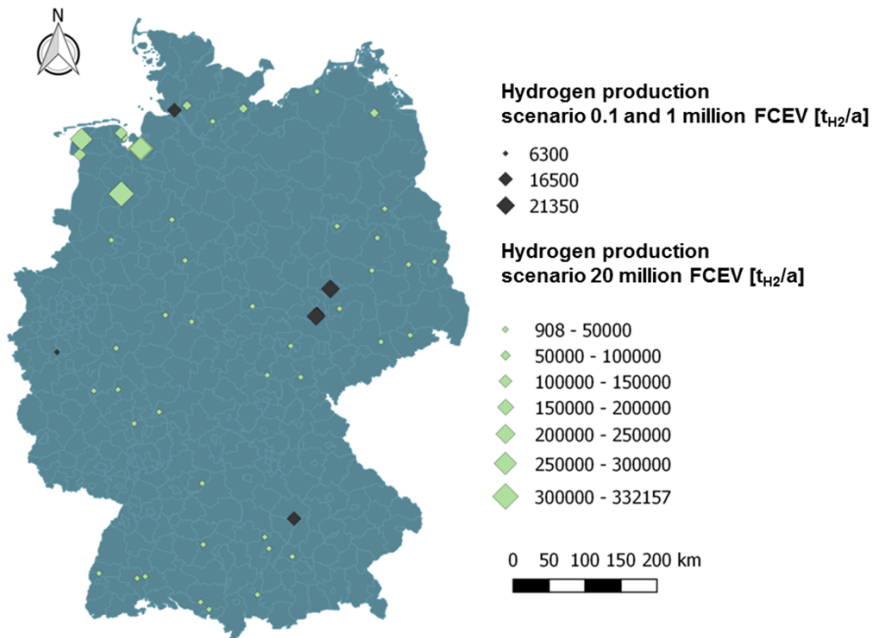 N
Hydrogen production
scenario 0.1 and 1 million FCEV [tH2/a]
6300
16500
21350
Hydrogen production
scenario 20 million FCEV [tH2/a]
908 - 50000
50000 - 100000
100000 - 150000
150000 - 200000
200000 - 250000
250000 - 300000
300000 - 332157
0 50 100 150 200 km